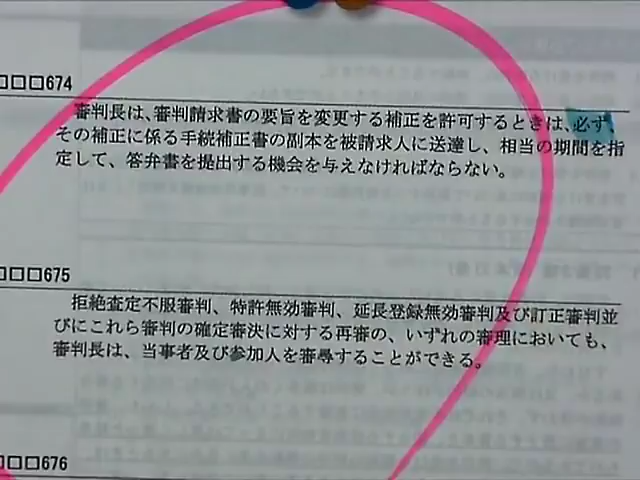 □□□674
審判長は、審判請求書の要旨を変更する補正を許可するときは、必ず、
その補正に係る手続補正書の副本を被請求人に送達し、相当の期間を指
定して、答弁書を提出する機会を与えなければならない。
□□□675
拒絶査定不服審判、特許無効審判、延長登録無効審判及び訂正審判並
びにこれら審判の確定審決に対する再審の、いずれの審理においても、
審判長は、当事者及び参加人を審尋することができる。
□□□676